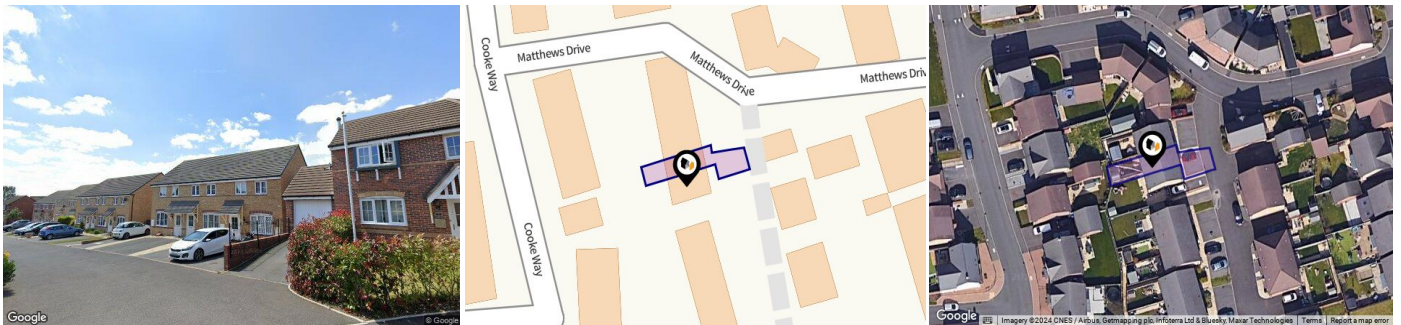 Google
© Google
Cooke Way
Matthews Drive
Matthews Drive
Matthews Driv
Cooke Way
Google
Imagery ©2024 CNES / Airbus, Getmapping plc, Infoterra Ltd & Bluesky, Maxar Technologies
Terms
Report a map error